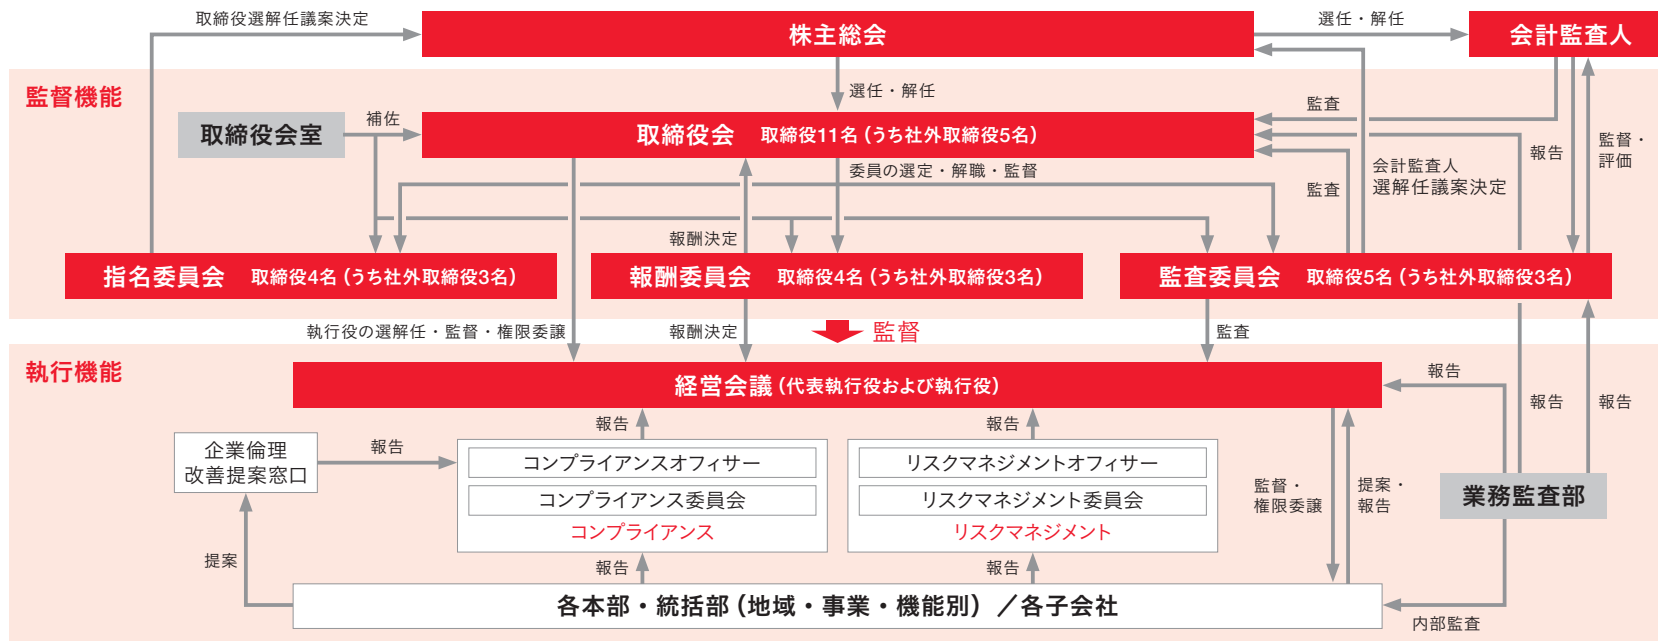 取締役選解任議案決定
株主総会
選任・解任
会計監査人
監督機能
選任・解任
取締役会室
補佐
取締役会 取締役11名(うち社外取締役5名)
監査
報告
監督・
評価
委員の選定・解職・監督
監査
会計監査人
選解任議案決定
報酬決定
指名委員会 取締役4名(うち社外取締役3名)
報酬委員会 取締役4名(うち社外取締役3名)
監査委員会 取締役5名(うち社外取締役3名)
執行役の選解任・監督・権限委譲
報酬決定
監督
監査
執行機能
経営会議(代表執行役および執行役)
報告
報告
報告
報告
報告
企業倫理
改善提案窓口
報告
コンプライアンスオフィサー
コンプライアンス委員会
コンプライアンス
リスクマネジメントオフィサー
リスクマネジメント委員会
リスクマネジメント
監督・
権限委譲
提案・
報告
業務監査部
提案
報告
報告
各本部・統括部(地域・事業・機能別)/各子会社
内部監査